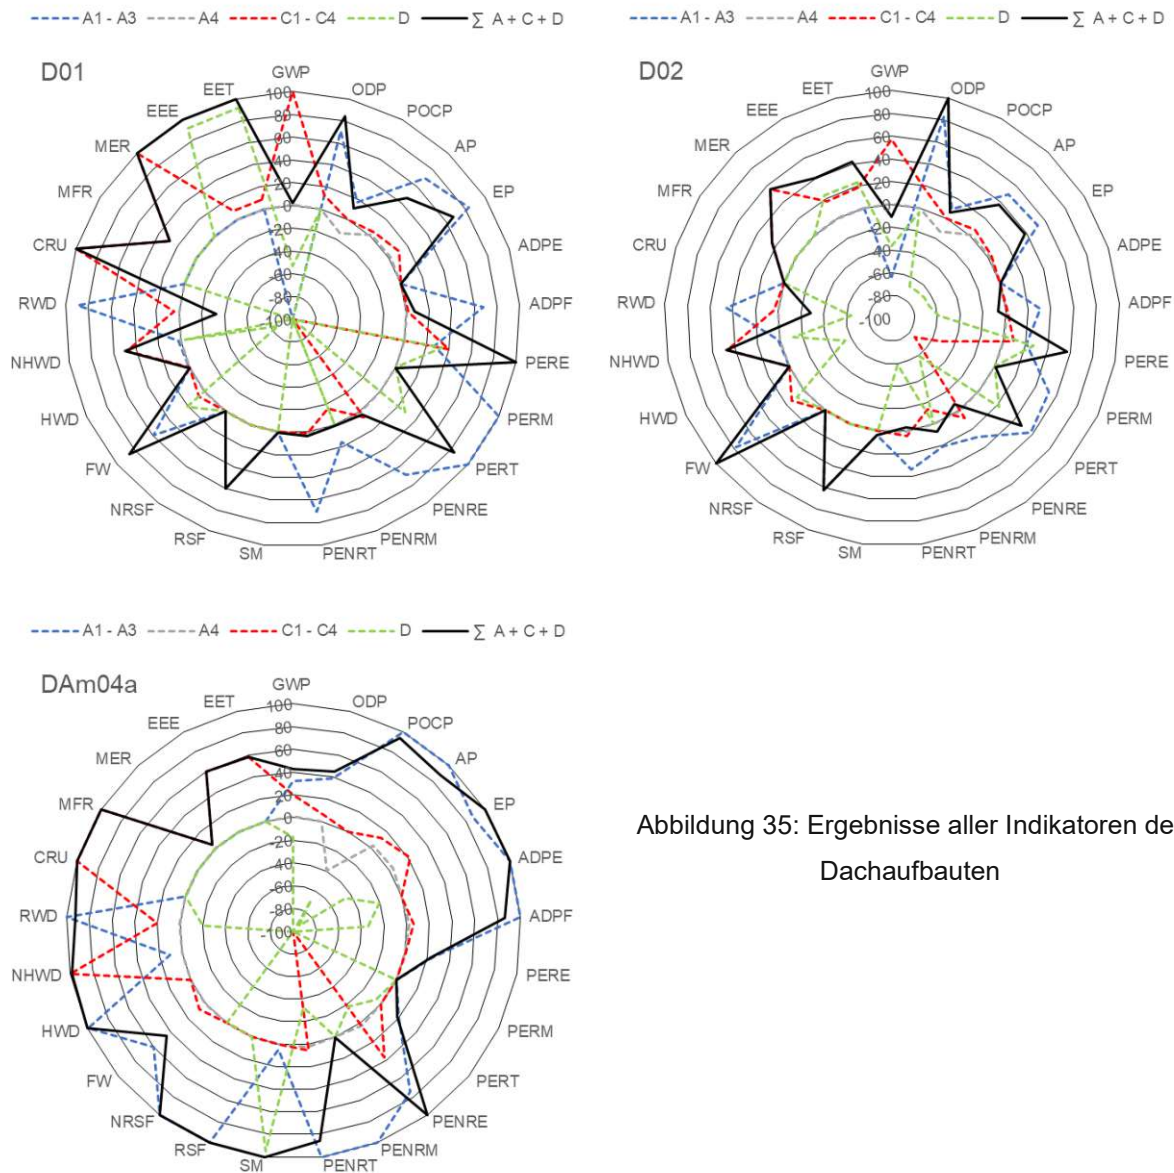 A1 - A3 A4 C1 - C4 D ∑ A + C + D
D01
GWP
ODP
POCP
AP
EP
ADPE
ADPF
PERE
PERM
PERT
PENRE
PENRM
PENRT
SM
RSF
NRSF
FW
HWD
NHWD
RWD
CRU
MFR
MER
EEE
EET
100
80
60
40
20
0
-20
-40
-60
-80
-100
A1 - A3 A4 C1 - C4 D ∑ A + C + D
D02
GWP
ODP
POCP
AP
EP
ADPE
ADPF
PERE
PERM
PERT
PENRE
PENRM
PENRT
SM
RSF
NRSF
FW
HWD
NHWD
RWD
CRU
MFR
MER
EEE
EET
100
80
60
40
20
0
-20
-40
-60
-80
-100
A1 - A3 A4 C1 - C4 D ∑ A + C + D
DAm04a
GWP
ODP
POCP
AP
EP
ADPE
ADPF
PERE
PERM
PERT
PENRE
PENRM
PENRT
SM
RSF
NRSF
FW
HWD
NHWD
RWD
CRU
MFR
MER
EEE
EET
100
80
60
40
20
0
-20
-40
-60
-80
-100
Abbildung 35: Ergebnisse aller Indikatoren de
Dachaufbauten